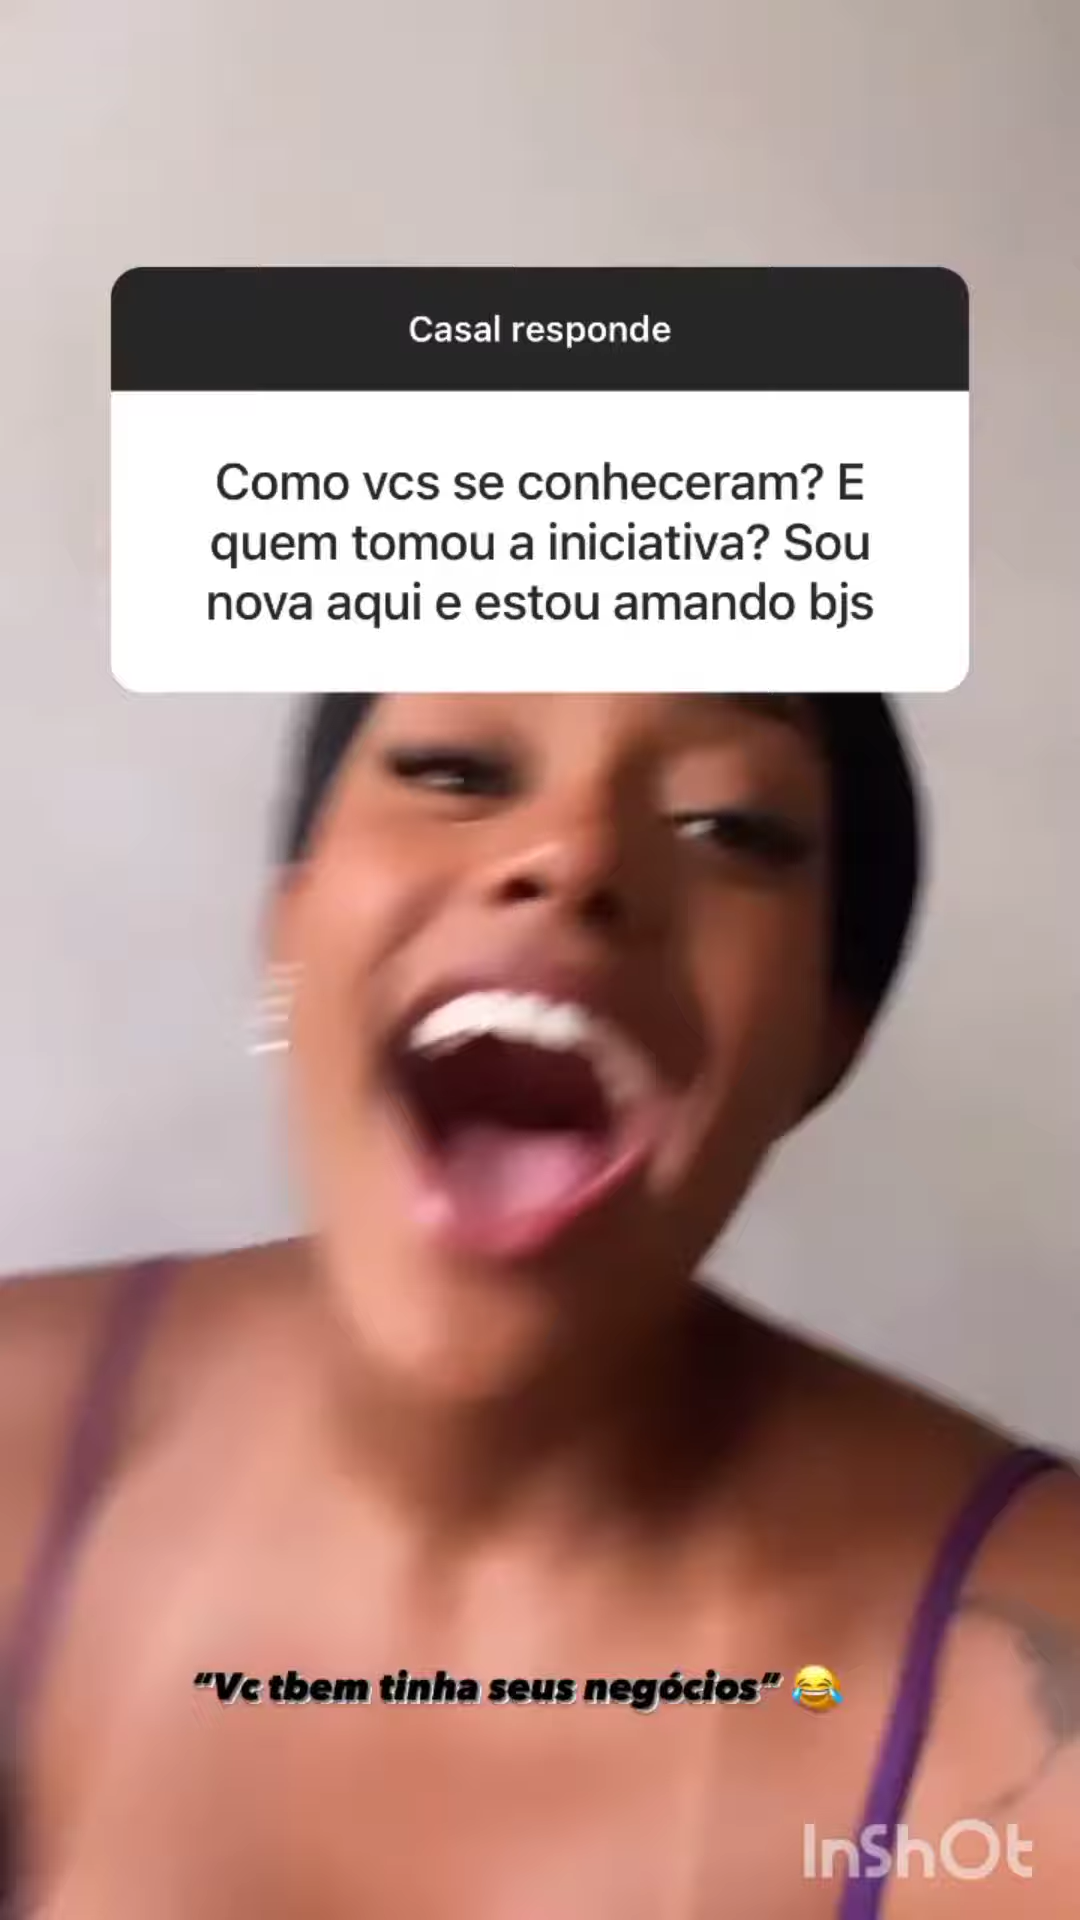 Casal responde
Como vcs se conheceram? E
quem tomou a iniciativa? Sou
nova aqui e estou amando bjs
“Vc tbem tinha seus negócios” 😂
InShOt